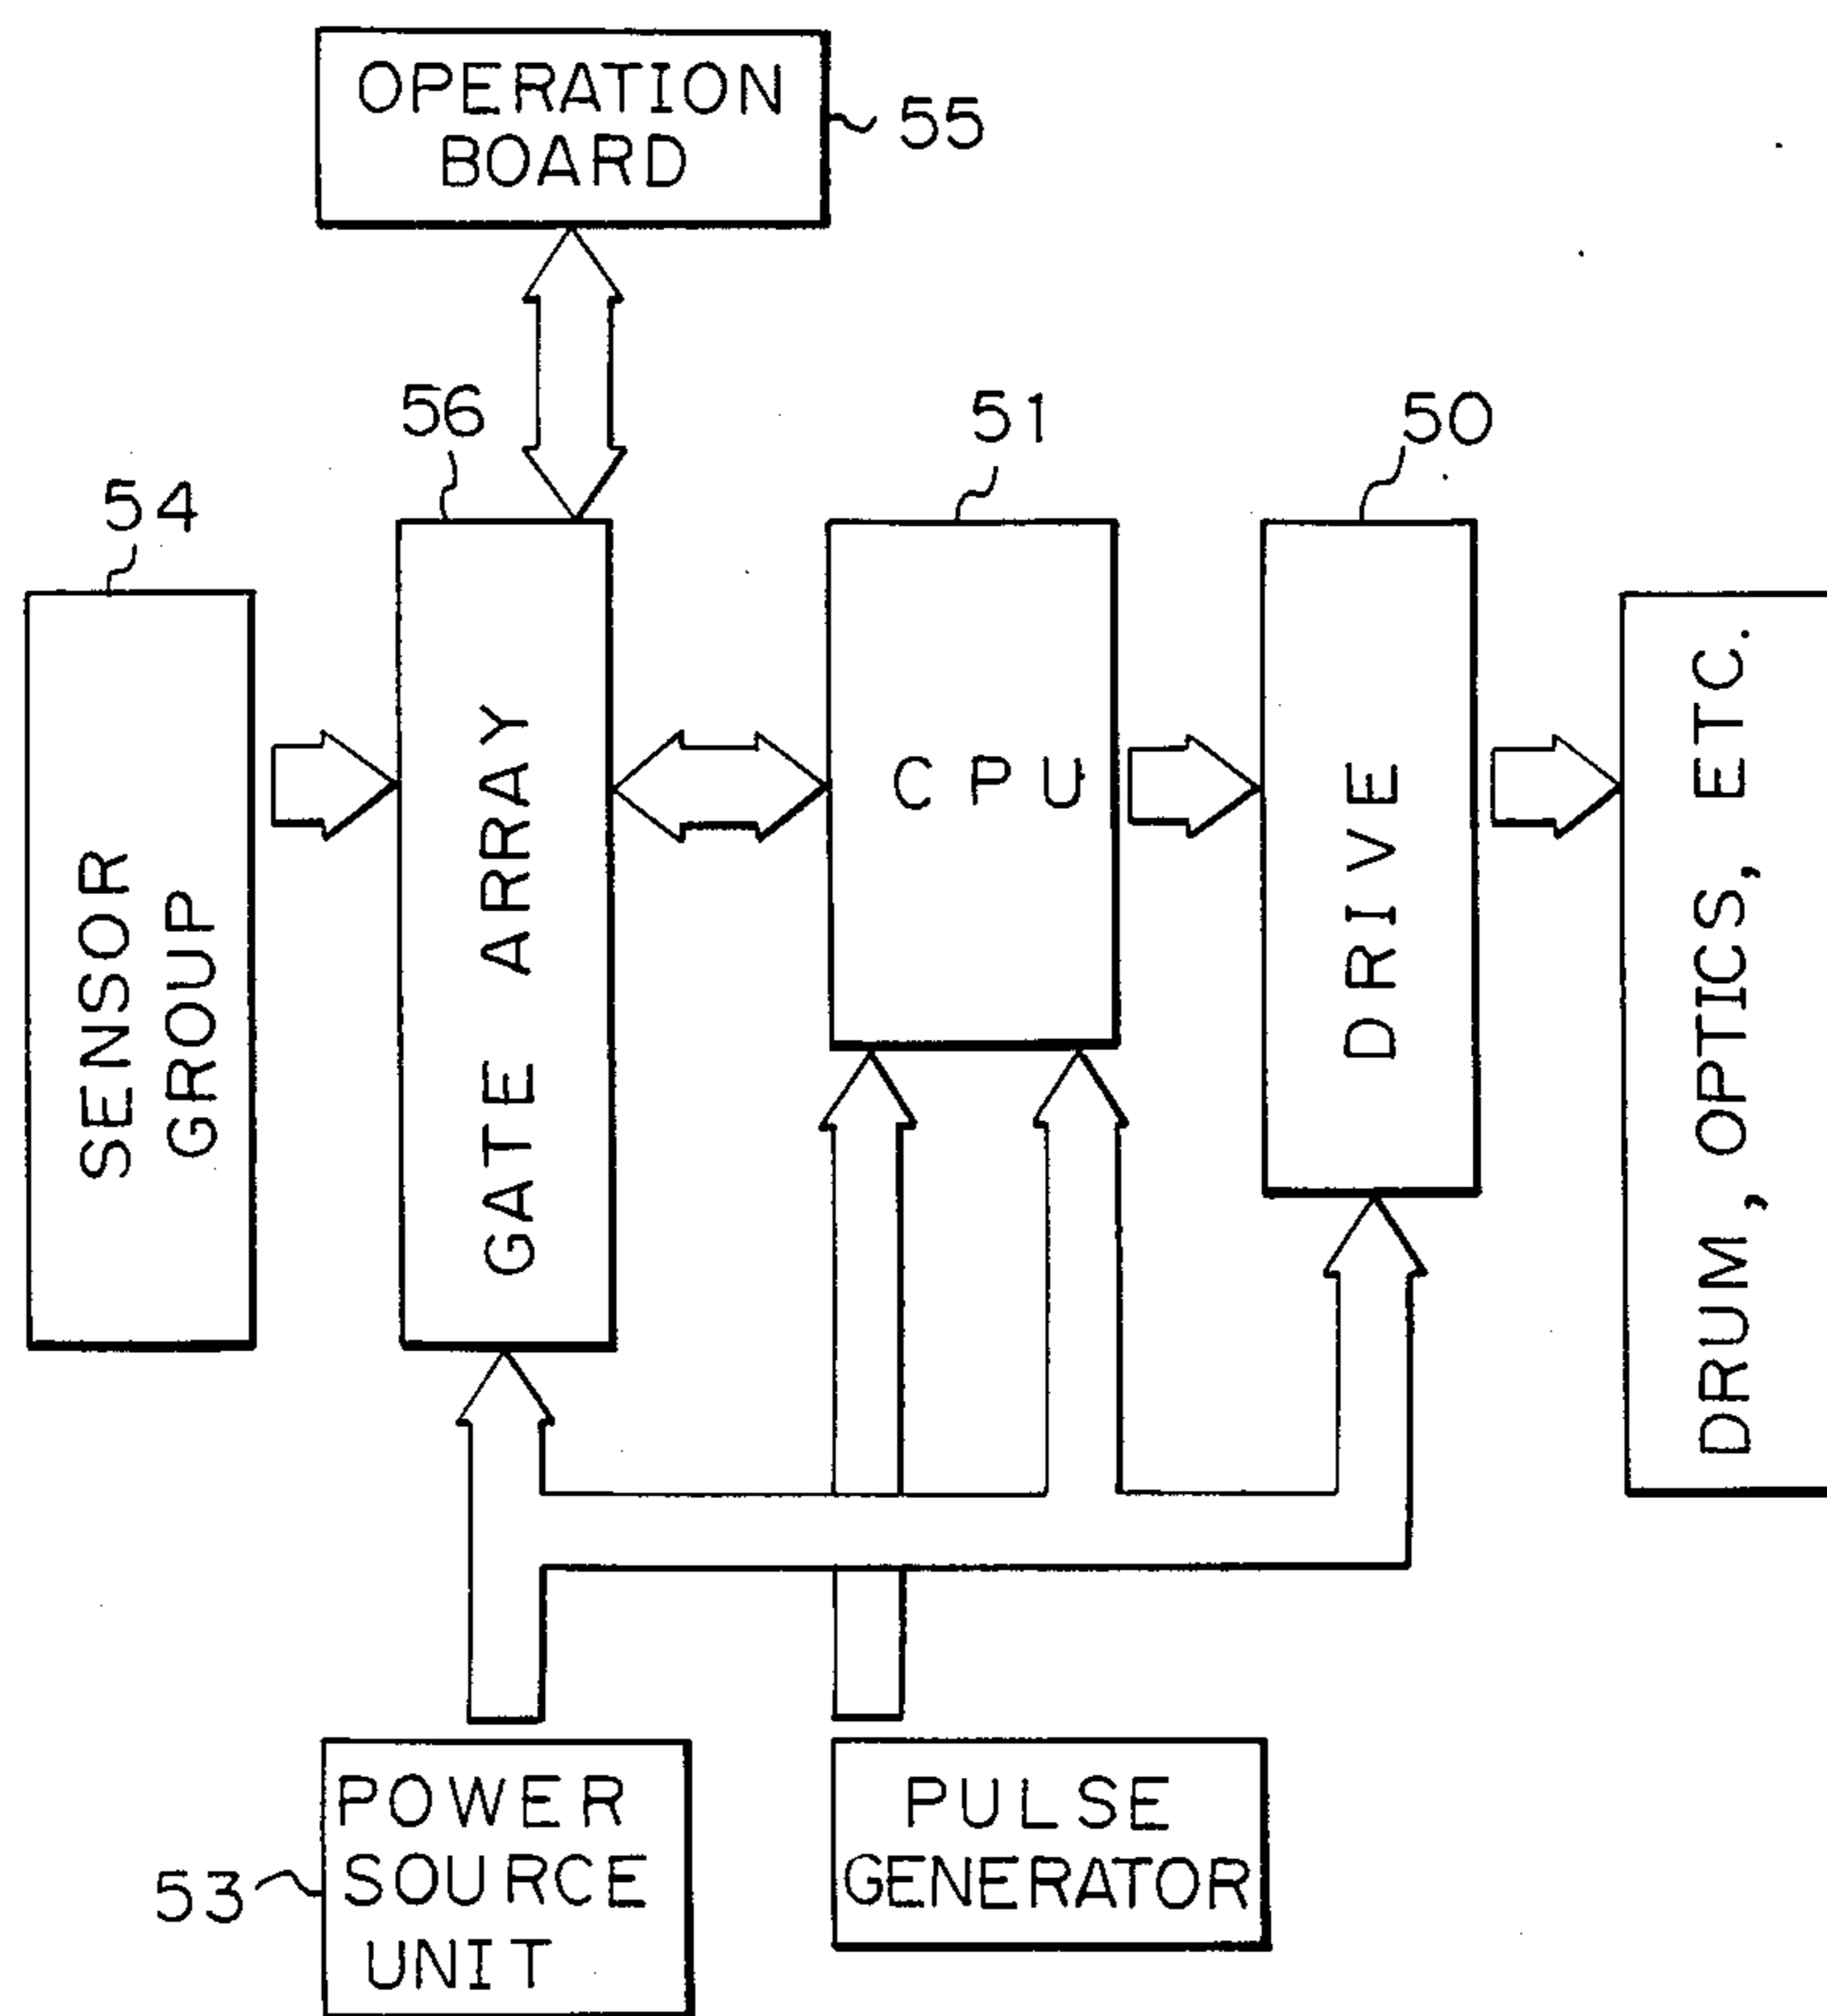 OPERATION
BOARD
55
56
51
50
54
SENSOR
GROUP
GATE ARRAY
CPU
DRIVE
DRUM, OPTICS, ETC.
POWER
SOURCE
UNIT
53
PULSE
GENERATOR